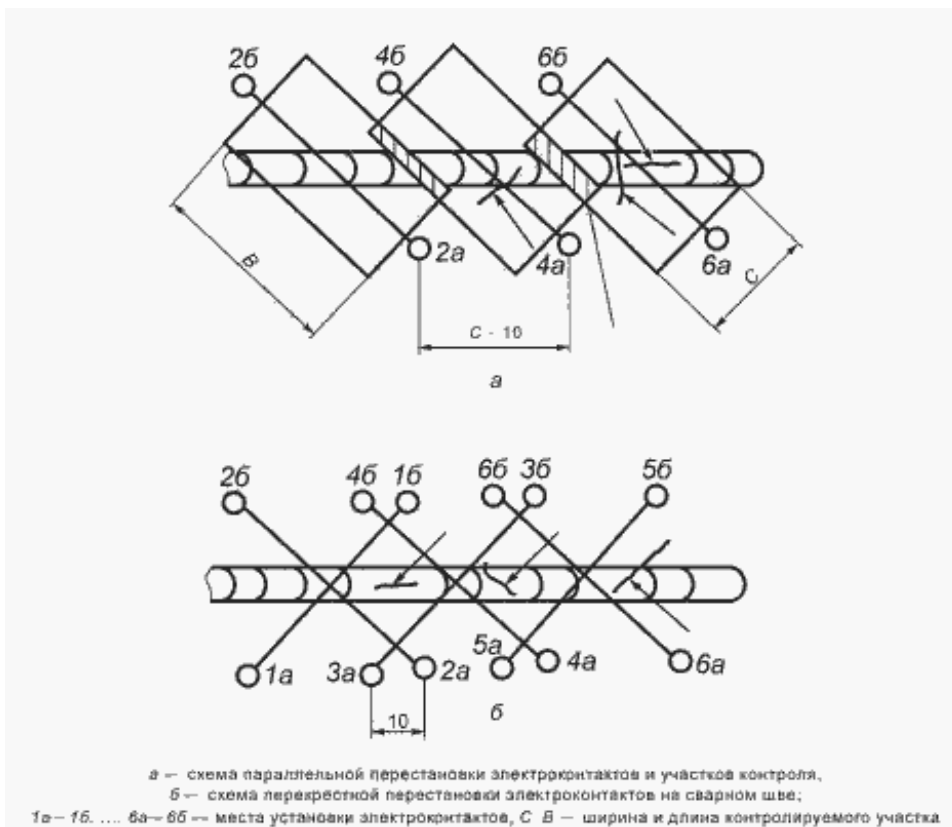 2б 4б 6б
2а 4а 6а
В С
С - 10
а
2б 4б 1б 6б 3б 5б
1а 3а 2а 5а 4а 6а
10
б
а — схема параллельной перестановки электроконтактов и участков контроля,
б — схема перекрестной перестановки электроконтактов на сварном шве;
1а – 1б, .... 6а – 6б — места установки электроконтактов, С В — ширина и длина контролируемого участка